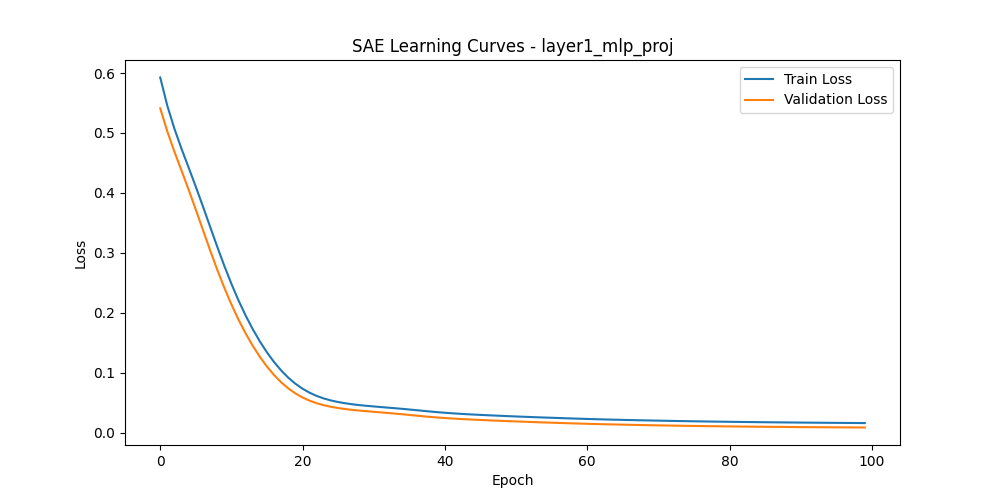 SAE Learning Curves - layer1_mlp_proj
Train Loss
Validation Loss
Loss
0.6
0.5
0.4
0.3
0.2
0.1
0.0
0 20 40 60 80 100
Epoch